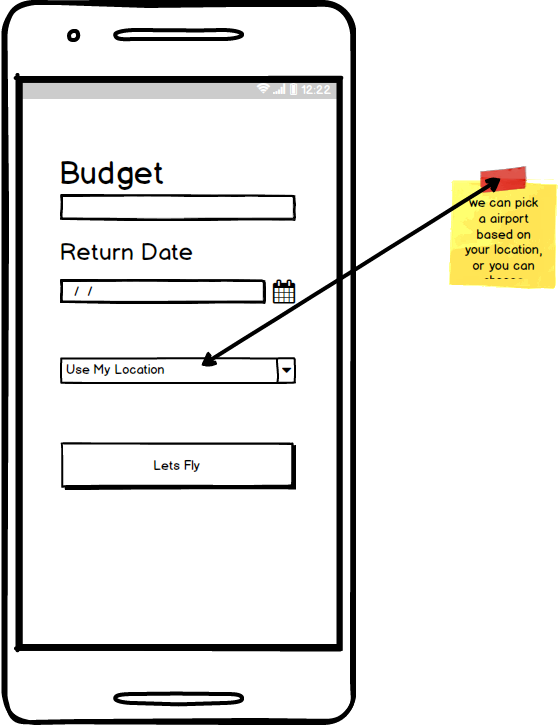 12:22
Budget
Return Date
/ /
Use My Location
Lets Fly
we can pick
a airport
based on
your location,
or you can